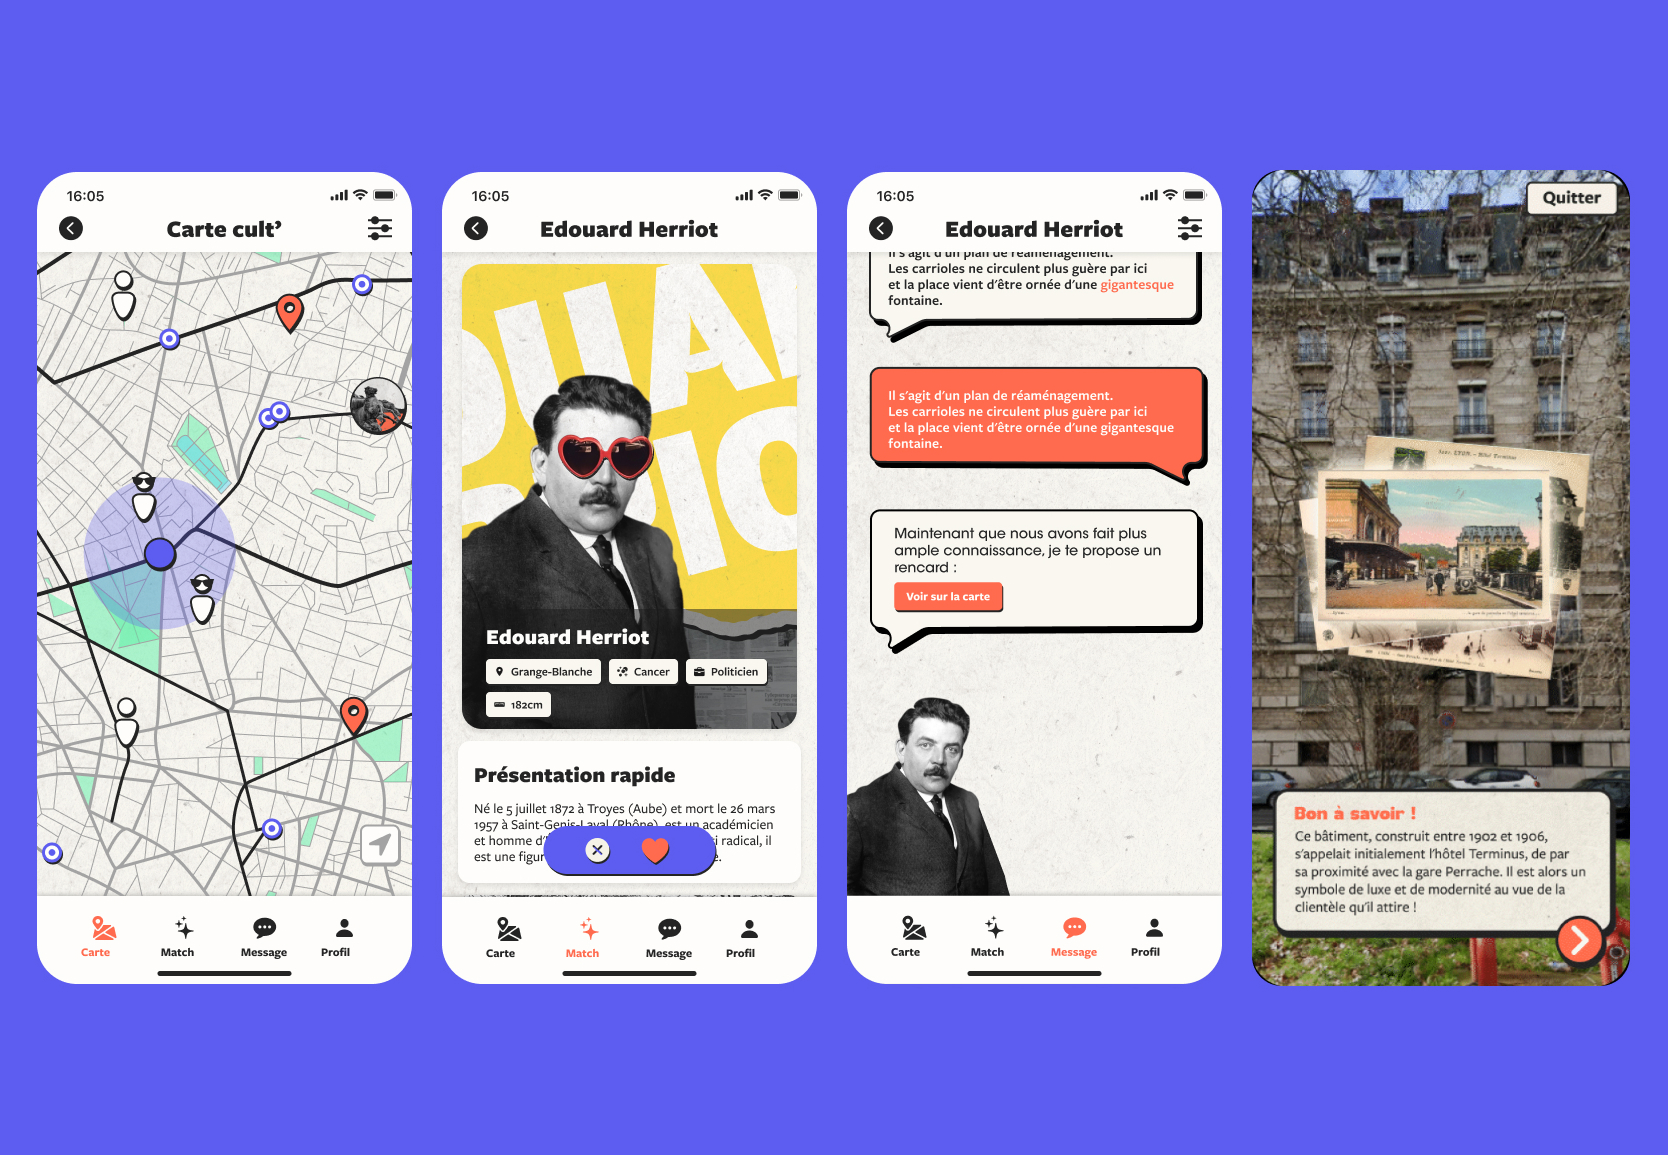 16:05
Carte cult’
Carte
Match
Message
Profil
16:05
Edouard Herriot
Edouard Herriot
Grange-Blanche
Cancer
Politicien
182cm
Présentation rapide
Né le 5 juillet 1872 à Troyes (Aube) et mort le 26 mars
1957 à Saint-Genis-Laval (Rhône), est un académicien
et homme d’
i radical, il
est une figur
e.
Carte
Match
Message
Profil
16:05
Edouard Herriot
Il s’agit d’un plan de réaménagement.
Les carrioles ne circulent plus guère par ici
et la place vient d’être ornée d’une gigantesque
fontaine.
Il s’agit d’un plan de réaménagement.
Les carrioles ne circulent plus guère par ici
et la place vient d’être ornée d’une gigantesque
fontaine.
Maintenant que nous avons fait plus
ample connaissance, je te propose un
rencard :
Voir sur la carte
Carte
Match
Message
Profil
Quitter
LYON. - Hôtel Terminus
Bon à savoir !
Ce bâtiment, construit entre 1902 et 1906,
s’appelait initialement l’hôtel Terminus, de par
sa proximité avec la gare Perrache. Il est alors un
symbole de luxe et de modernité au vue de la
clientèle qu’il attire !